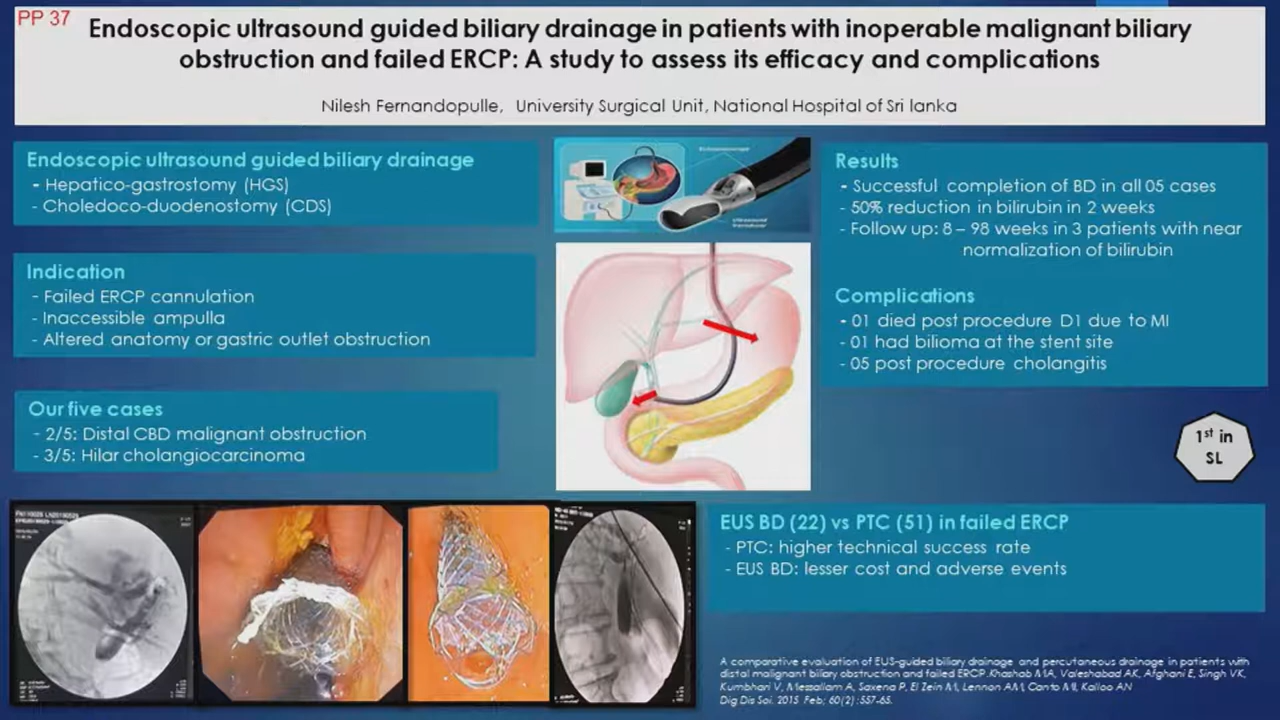 PP 37
Endoscopic ultrasound guided biliary drainage in patients with inoperable malignant biliary
obstruction and failed ERCP: A study to assess its efficacy and complications
Nilesh Fernandopulle, University Surgical Unit, National Hospital of Sri lanka
Endoscopic ultrasound guided biliary drainage
- Hepatico-gastrostomy (HGS)
- Choledoco-duodenostomy (CDS)
Indication
- Failed ERCP cannulation
- Inaccessible ampulla
- Altered anatomy or gastric outlet obstruction
Our five cases
- 2/5: Distal CBD malignant obstruction
- 3/5: Hilar cholangiocarcinoma
Results
- Successful completion of BD in all 05 cases
- 50% reduction in bilirubin in 2 weeks
- Follow up: 8 – 98 weeks in 3 patients with near
normalization of bilirubin
Complications
- 01 died post procedure D1 due to MI
- 01 had bilioma at the stent site
- 05 post procedure cholangitis
1st in
SL
EUS BD (22) vs PTC (51) in failed ERCP
- PTC: higher technical success rate
- EUS BD: lesser cost and adverse events
A comparative evaluation of EUS-guided biliary drainage and percutaneous drainage in patients with
distal malignant biliary obstruction and failed ERCP. Khashab MA, Valeshabad AK, Afghani E, Singh VK,
Kumbhari V, Messallam A, Saxena P, El Zein M, Lennon AM, Canto MI, Kalloo AN
Dig Dis Sci. 2015 Feb; 60(2):557-65.